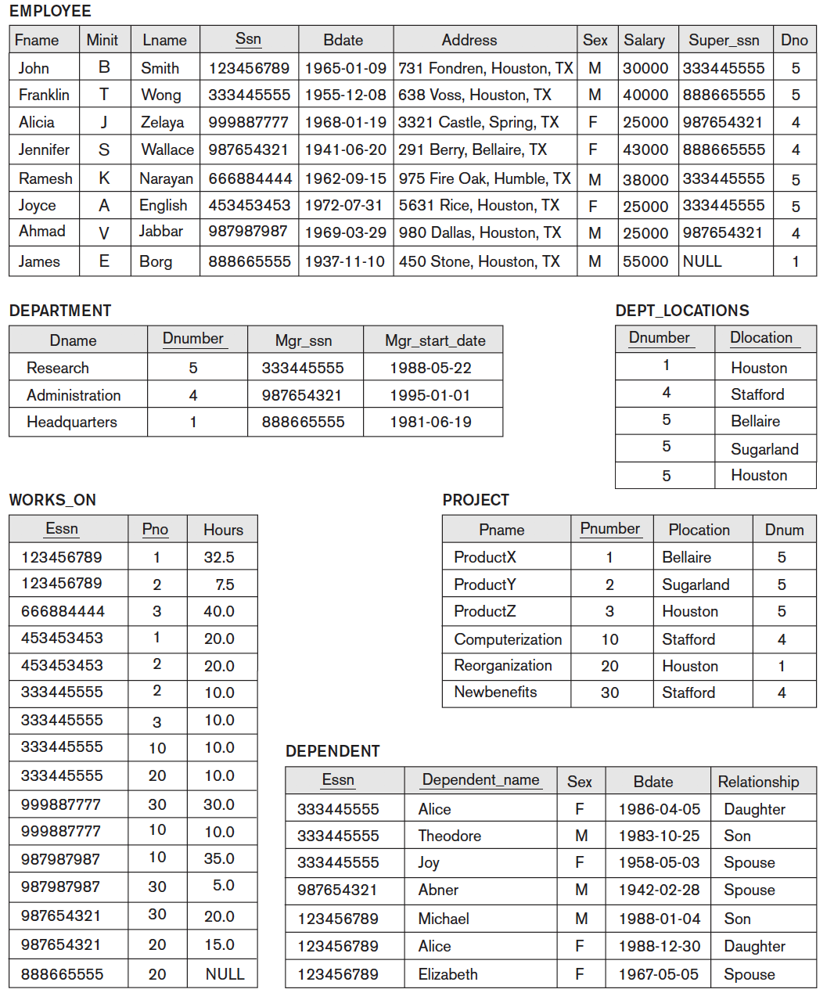 EMPLOYEE
Fname Minit Lname Ssn Bdate Address Sex Salary Super_ssn Dno
John B Smith 123456789 1965-01-09 731 Fondren, Houston, TX M 30000 333445555 5
Franklin T Wong 333445555 1955-12-08 638 Voss, Houston, TX M 40000 888665555 5
Alicia J Zelaya 999887777 1968-01-19 3321 Castle, Spring, TX F 25000 987654321 4
Jennifer S Wallace 987654321 1941-06-20 291 Berry, Bellaire, TX F 43000 888665555 4
Ramesh K Narayan 666884444 1962-09-15 975 Fire Oak, Humble, TX M 38000 333445555 5
Joyce A English 453453453 1972-07-31 5631 Rice, Houston, TX F 25000 333445555 5
Ahmad V Jabbar 987987987 1969-03-29 980 Dallas, Houston, TX M 25000 987654321 4
James E Borg 888665555 1937-11-10 450 Stone, Houston, TX M 55000 NULL 1
DEPARTMENT
Dname Dnumber Mgr_ssn Mgr_start_date
Research 5 333445555 1988-05-22
Administration 4 987654321 1995-01-01
Headquarters 1 888665555 1981-06-19
DEPT_LOCATIONS
Dnumber Dlocation
1 Houston
4 Stafford
5 Bellaire
5 Sugarland
5 Houston
WORKS_ON
Essn Pno Hours
123456789 1 32.5
123456789 2 7.5
666884444 3 40.0
453453453 1 20.0
453453453 2 20.0
333445555 2 10.0
333445555 3 10.0
333445555 10 10.0
333445555 20 10.0
999887777 30 30.0
999887777 10 10.0
987987987 10 35.0
987987987 30 5.0
987654321 30 20.0
987654321 20 15.0
888665555 20 NULL
PROJECT
Pname Pnumber Plocation Dnum
ProductX 1 Bellaire 5
ProductY 2 Sugarland 5
ProductZ 3 Houston 5
Computerization 10 Stafford 4
Reorganization 20 Houston 1
Newbenefits 30 Stafford 4
DEPENDENT
Essn Dependent_name Sex Bdate Relationship
333445555 Alice F 1986-04-05 Daughter
333445555 Theodore M 1983-10-25 Son
333445555 Joy F 1958-05-03 Spouse
987654321 Abner M 1942-02-28 Spouse
123456789 Michael M 1988-01-04 Son
123456789 Alice F 1988-12-30 Daughter
123456789 Elizabeth F 1967-05-05 Spouse